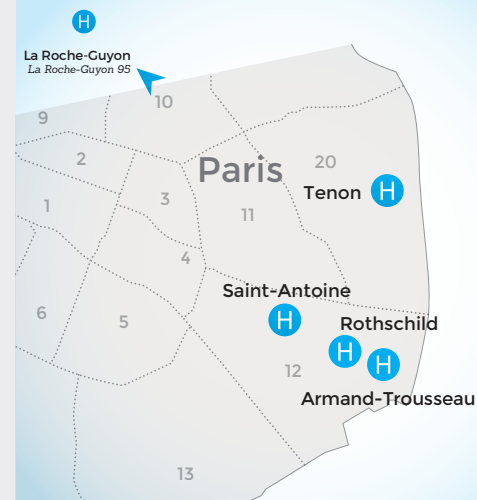 H
La Roche-Guyon
La Roche-Guyon 95
10
9
2
Paris
20
3
Tenon H
1
11
4
Saint-Antoine
6
5
H
Rothschild
H
H
12
Armand-Trousseau
13